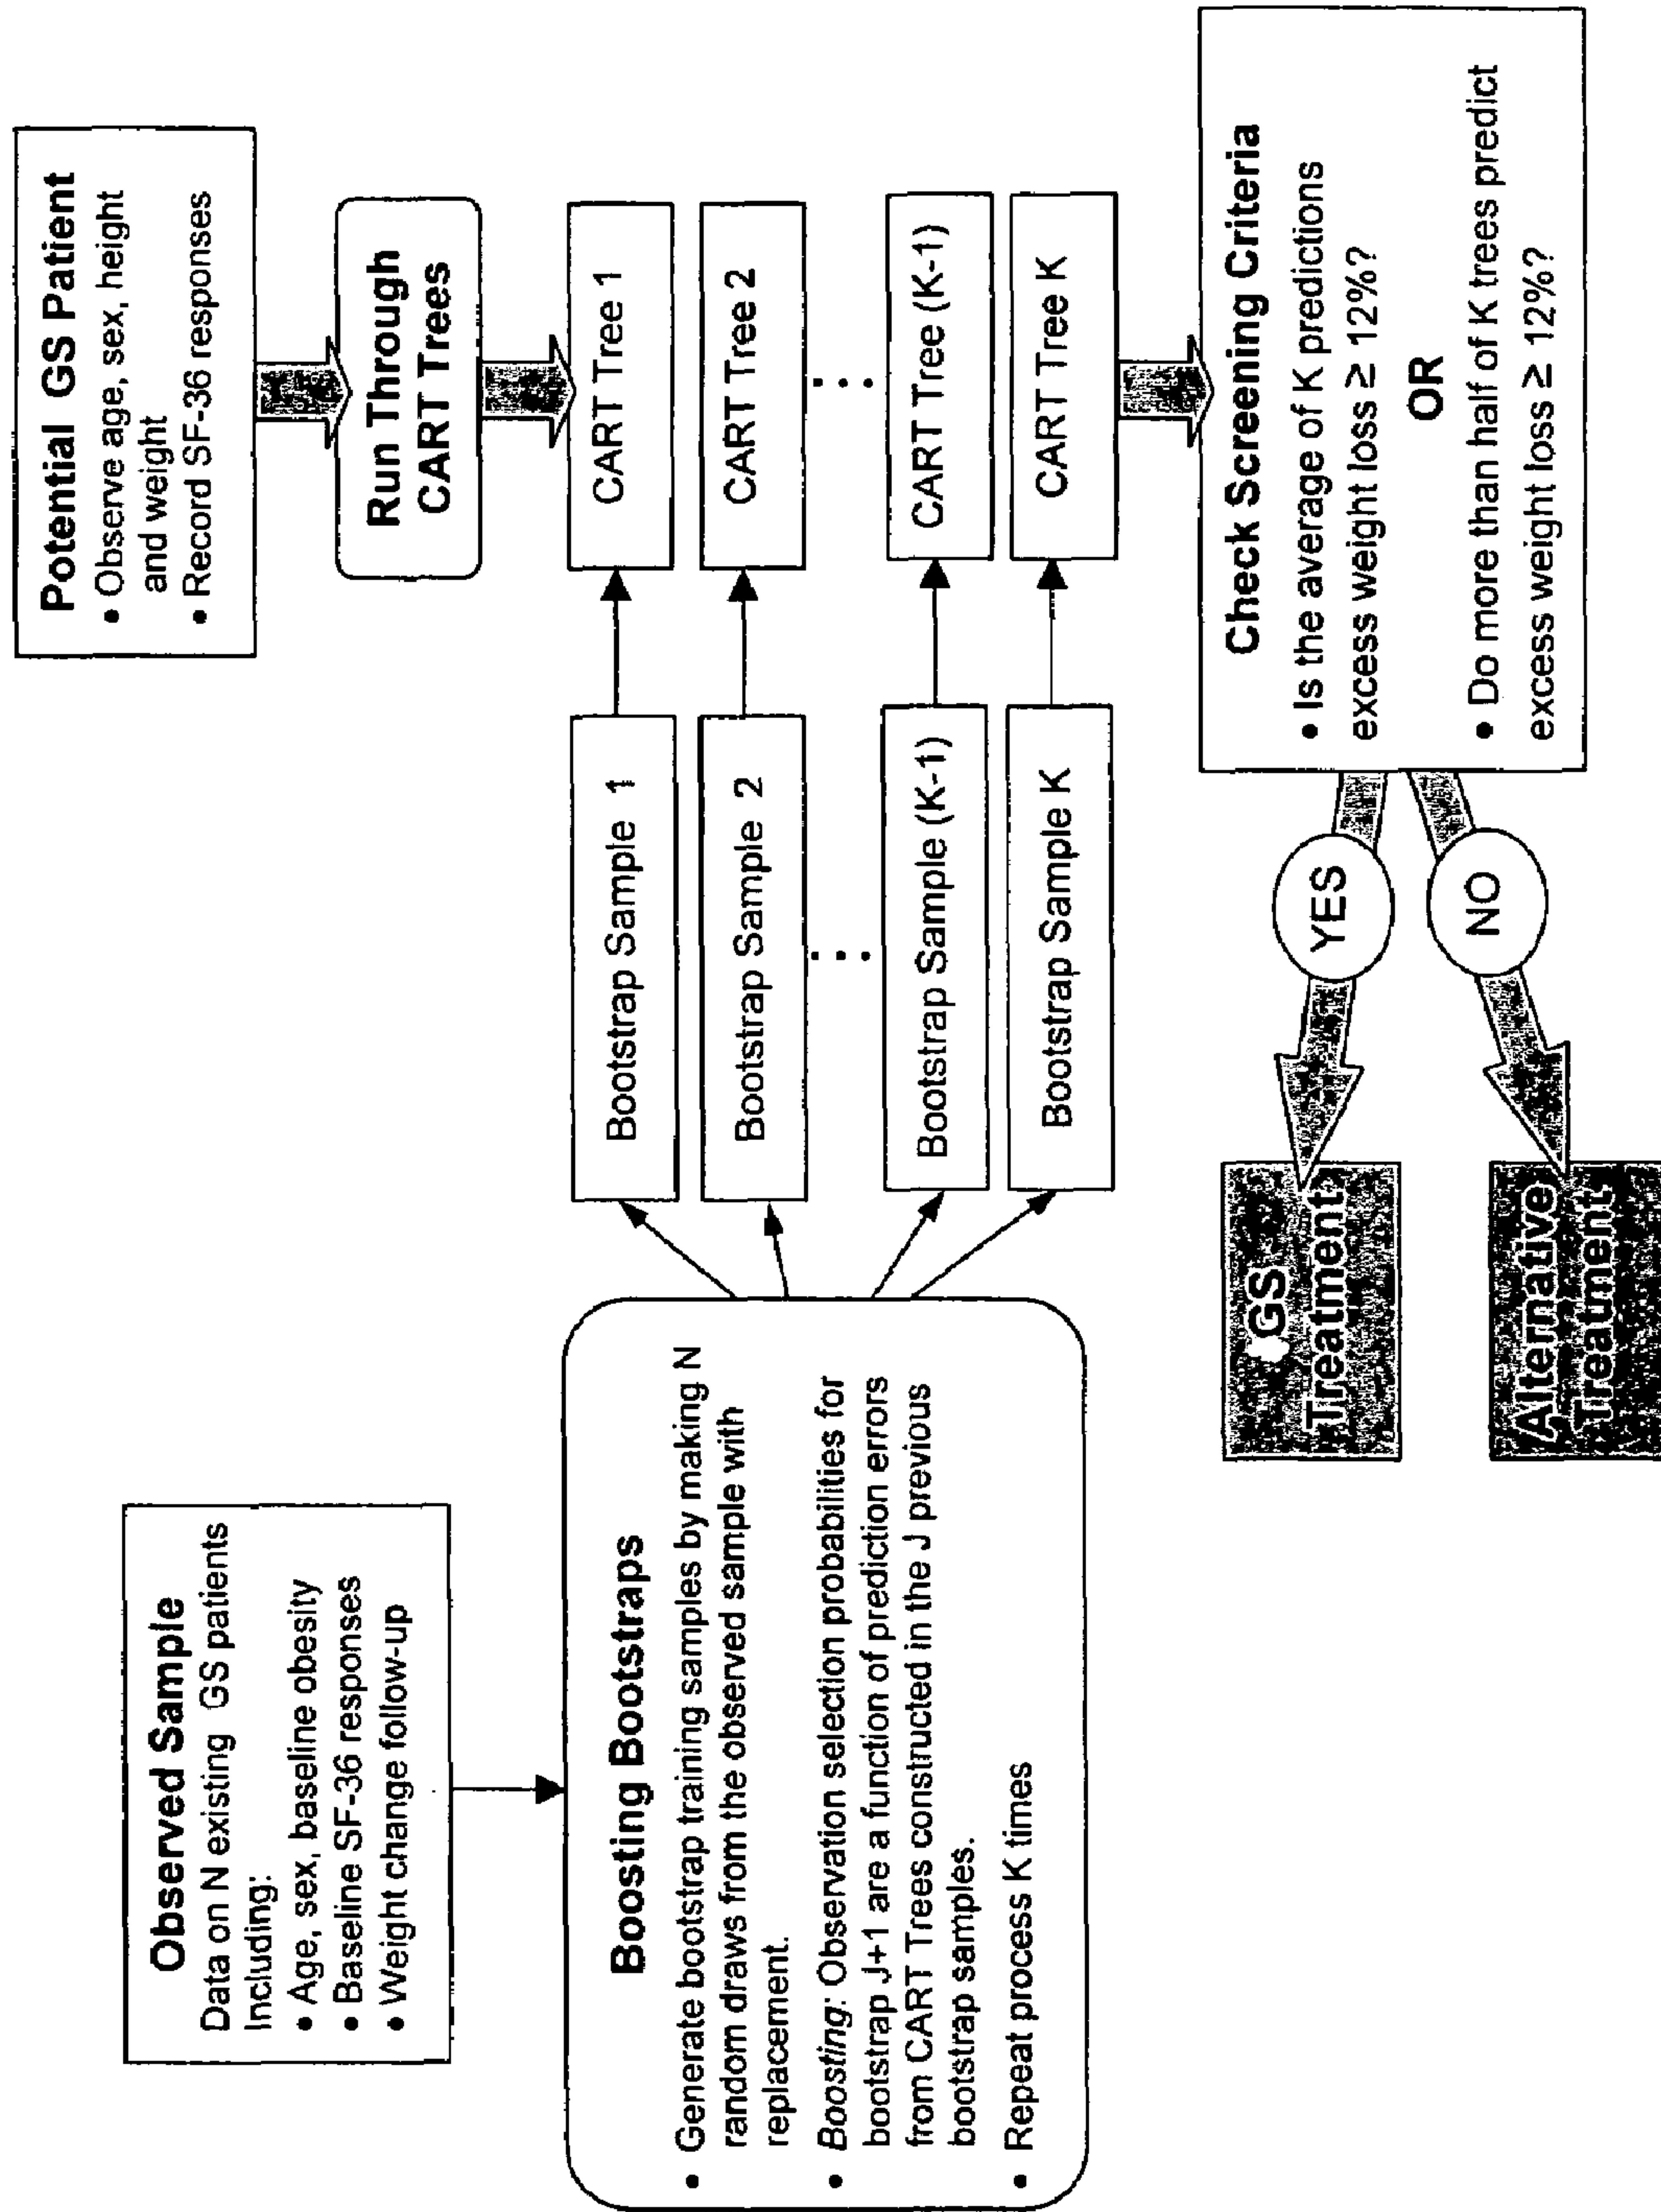 Observed Sample
Data on N existing GS patients
Including:
• Age, sex, baseline obesity
• Baseline SF-36 responses
• Weight change follow-up
Boosting Bootstraps
• Generate bootstrap training samples by making N
random draws from the observed sample with
replacement.
• Boosting: Observation selection probabilities for
bootstrap J+1 are a function of prediction errors
from CART Trees constructed in the J previous
bootstrap samples.
• Repeat process K times
Bootstrap Sample 1
Bootstrap Sample 2
...
Bootstrap Sample (K-1)
Bootstrap Sample K
Potential GS Patient
• Observe age, sex, height
and weight
• Record SF-36 responses
Run Through
CART Trees
CART Tree 1
CART Tree 2
...
CART Tree (K-1)
CART Tree K
Check Screening Criteria
• Is the average of K predictions
excess weight loss ≥ 12%?
OR
• Do more than half of K trees predict
excess weight loss ≥ 12%?
YES
NO
GS
Treatment
Alternative
Treatment